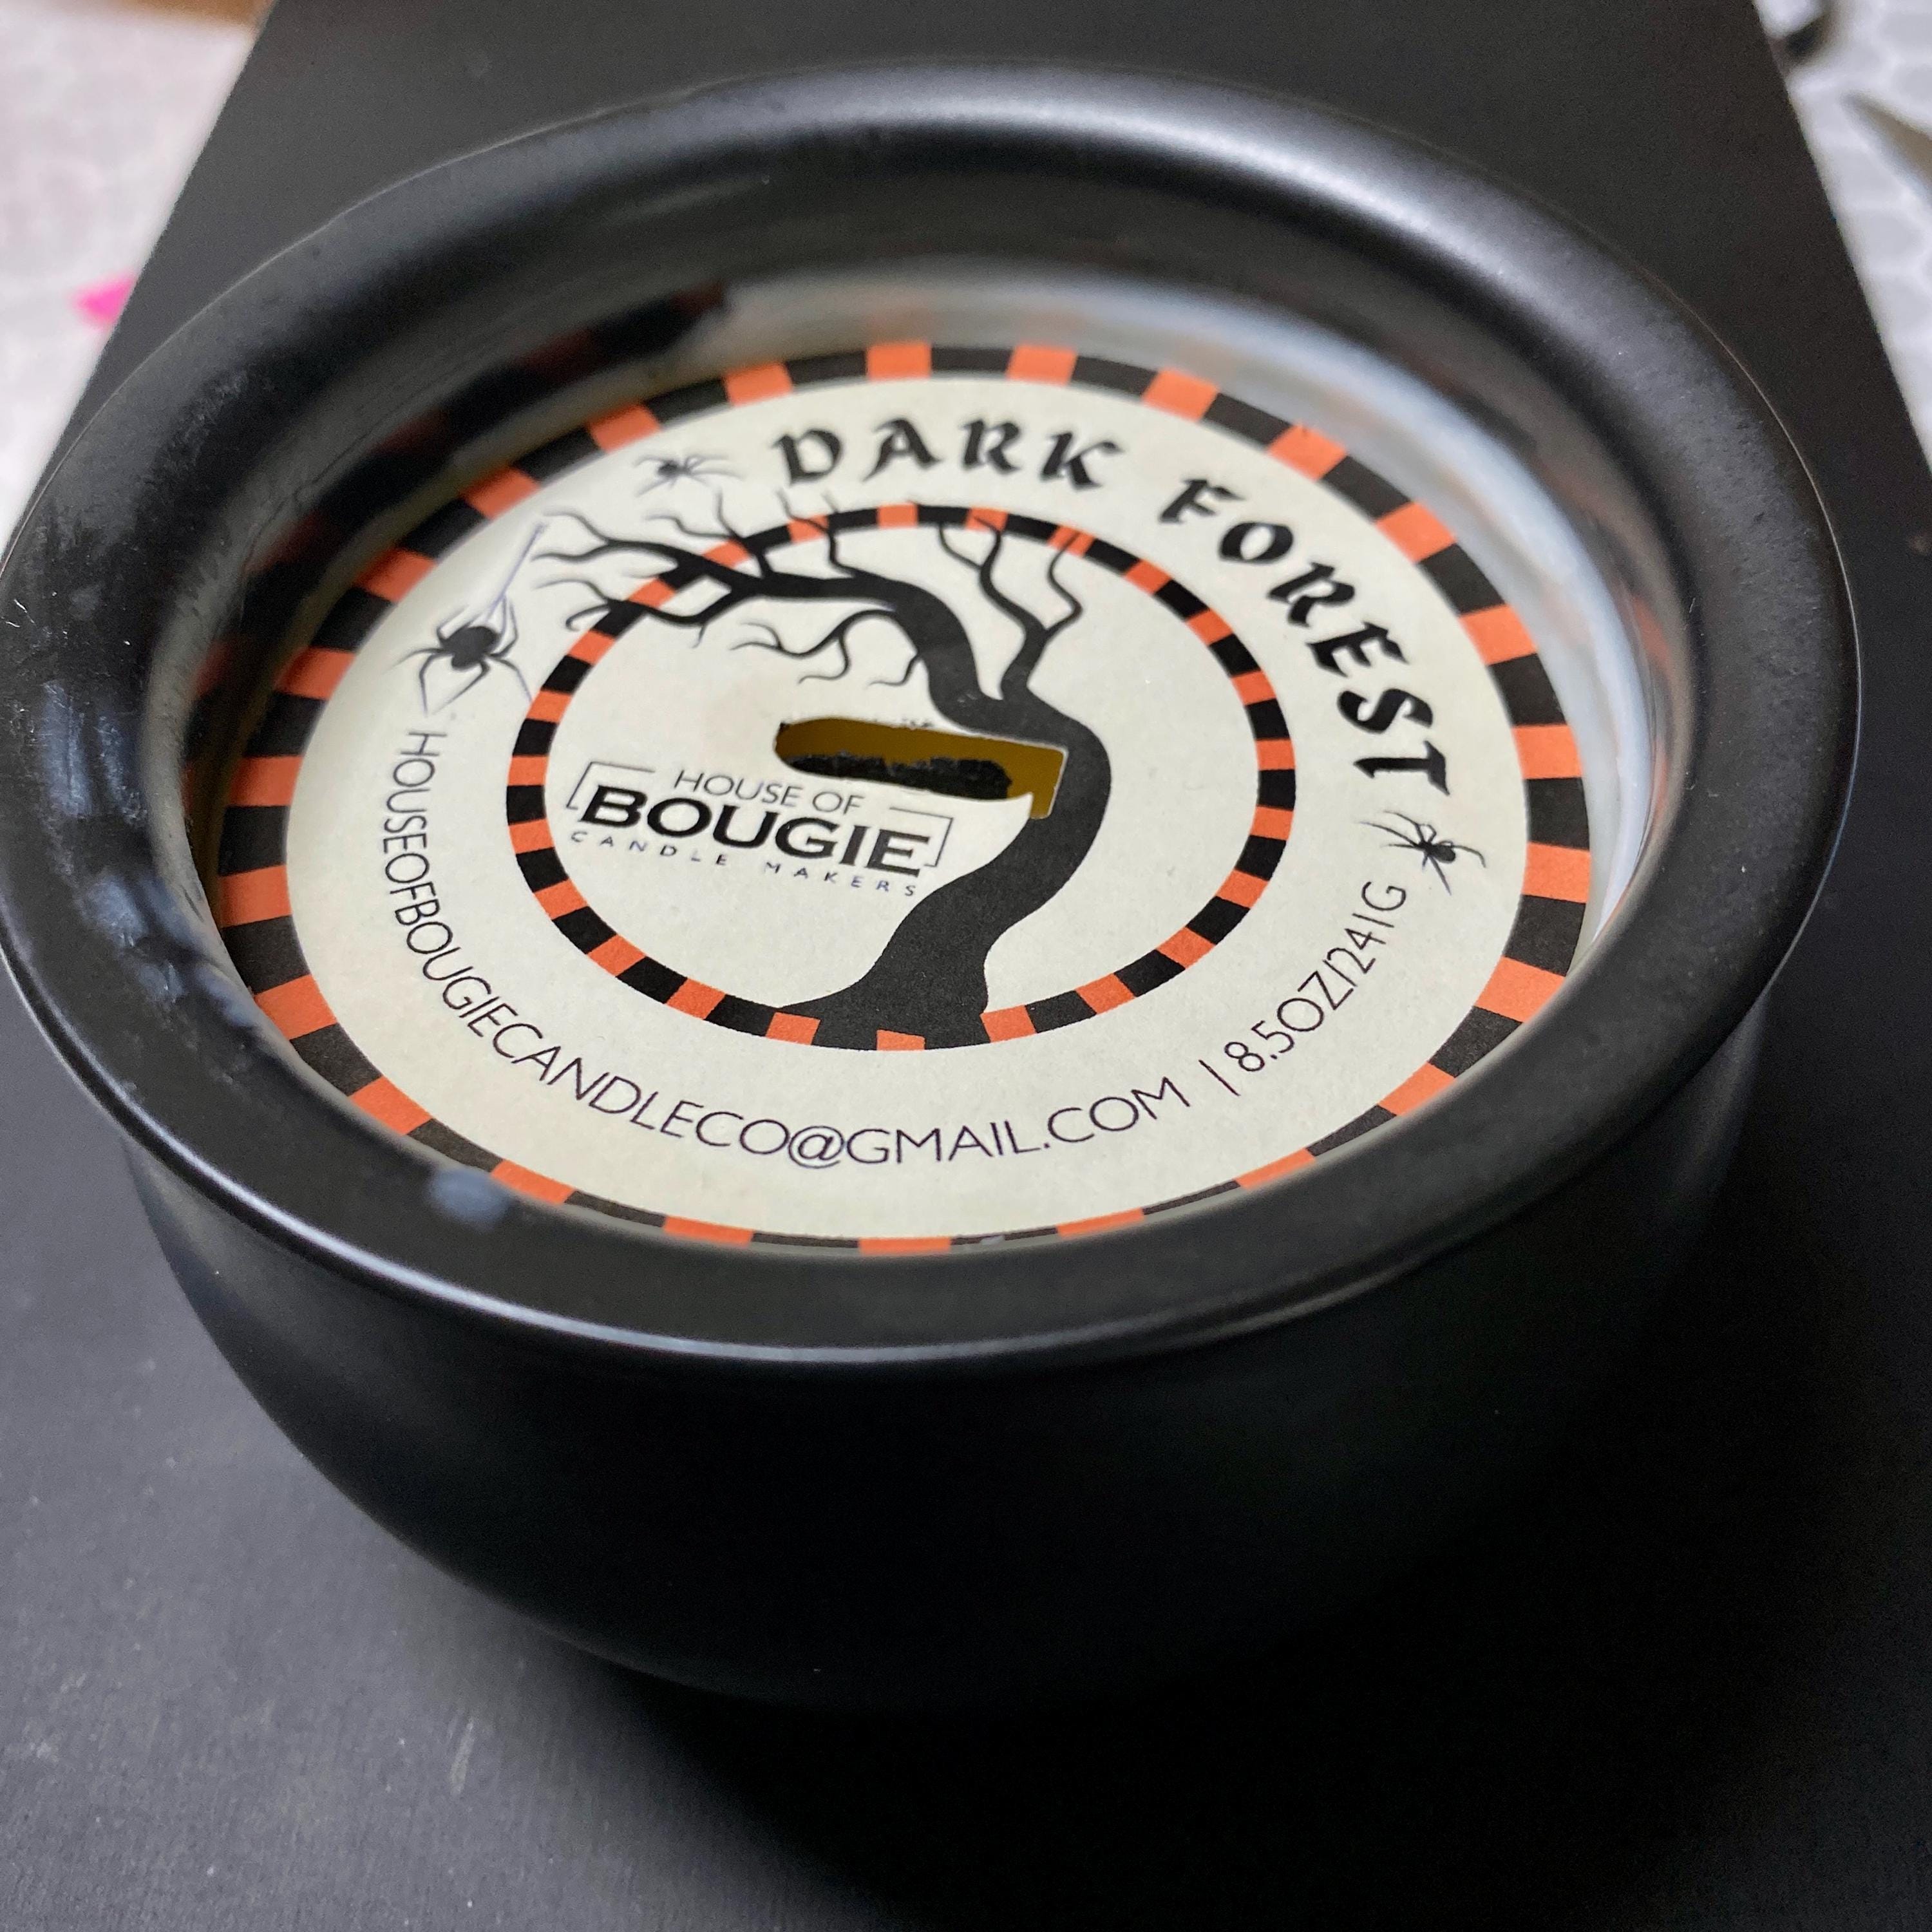 DARK FOREST
HOUSE OF
BOUGIE
CANDLE MAKERS
HOUSEOFBOUGIECANDLECO@GMAIL.COM | 8.5OZ/241G